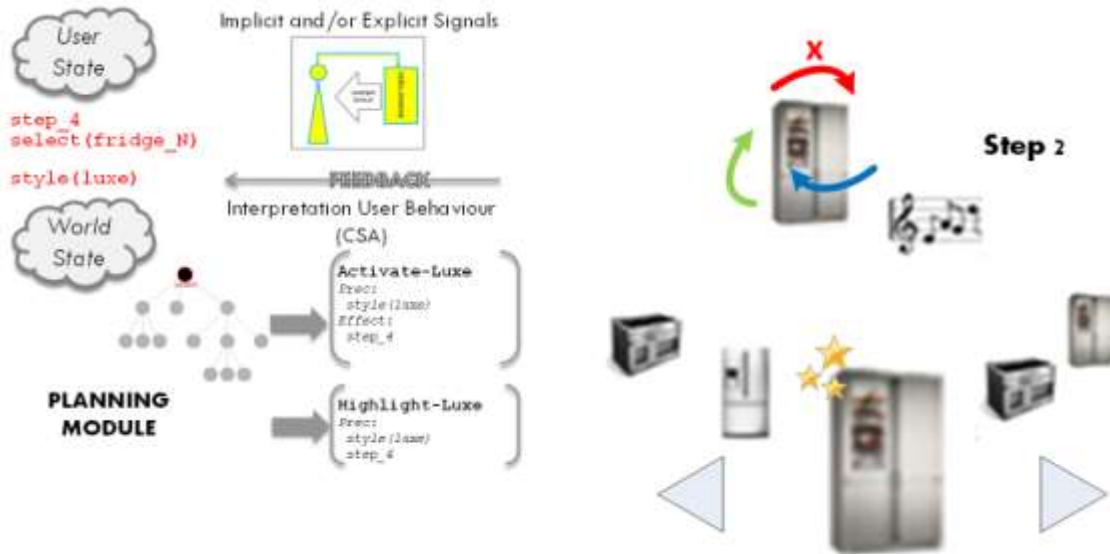 User
State
Implicit and/or Explicit Signals
step_4
select(fridge_N)
style(luxe)
FEEDBACK
Interpretation User Behaviour
(CSA)
World
State
Activate-Luxe
Prec:
style(luxe)
Effect:
step_4
PLANNING
MODULE
Highlight-Luxe
Prec:
style(luxe)
step_4
X
Step 2